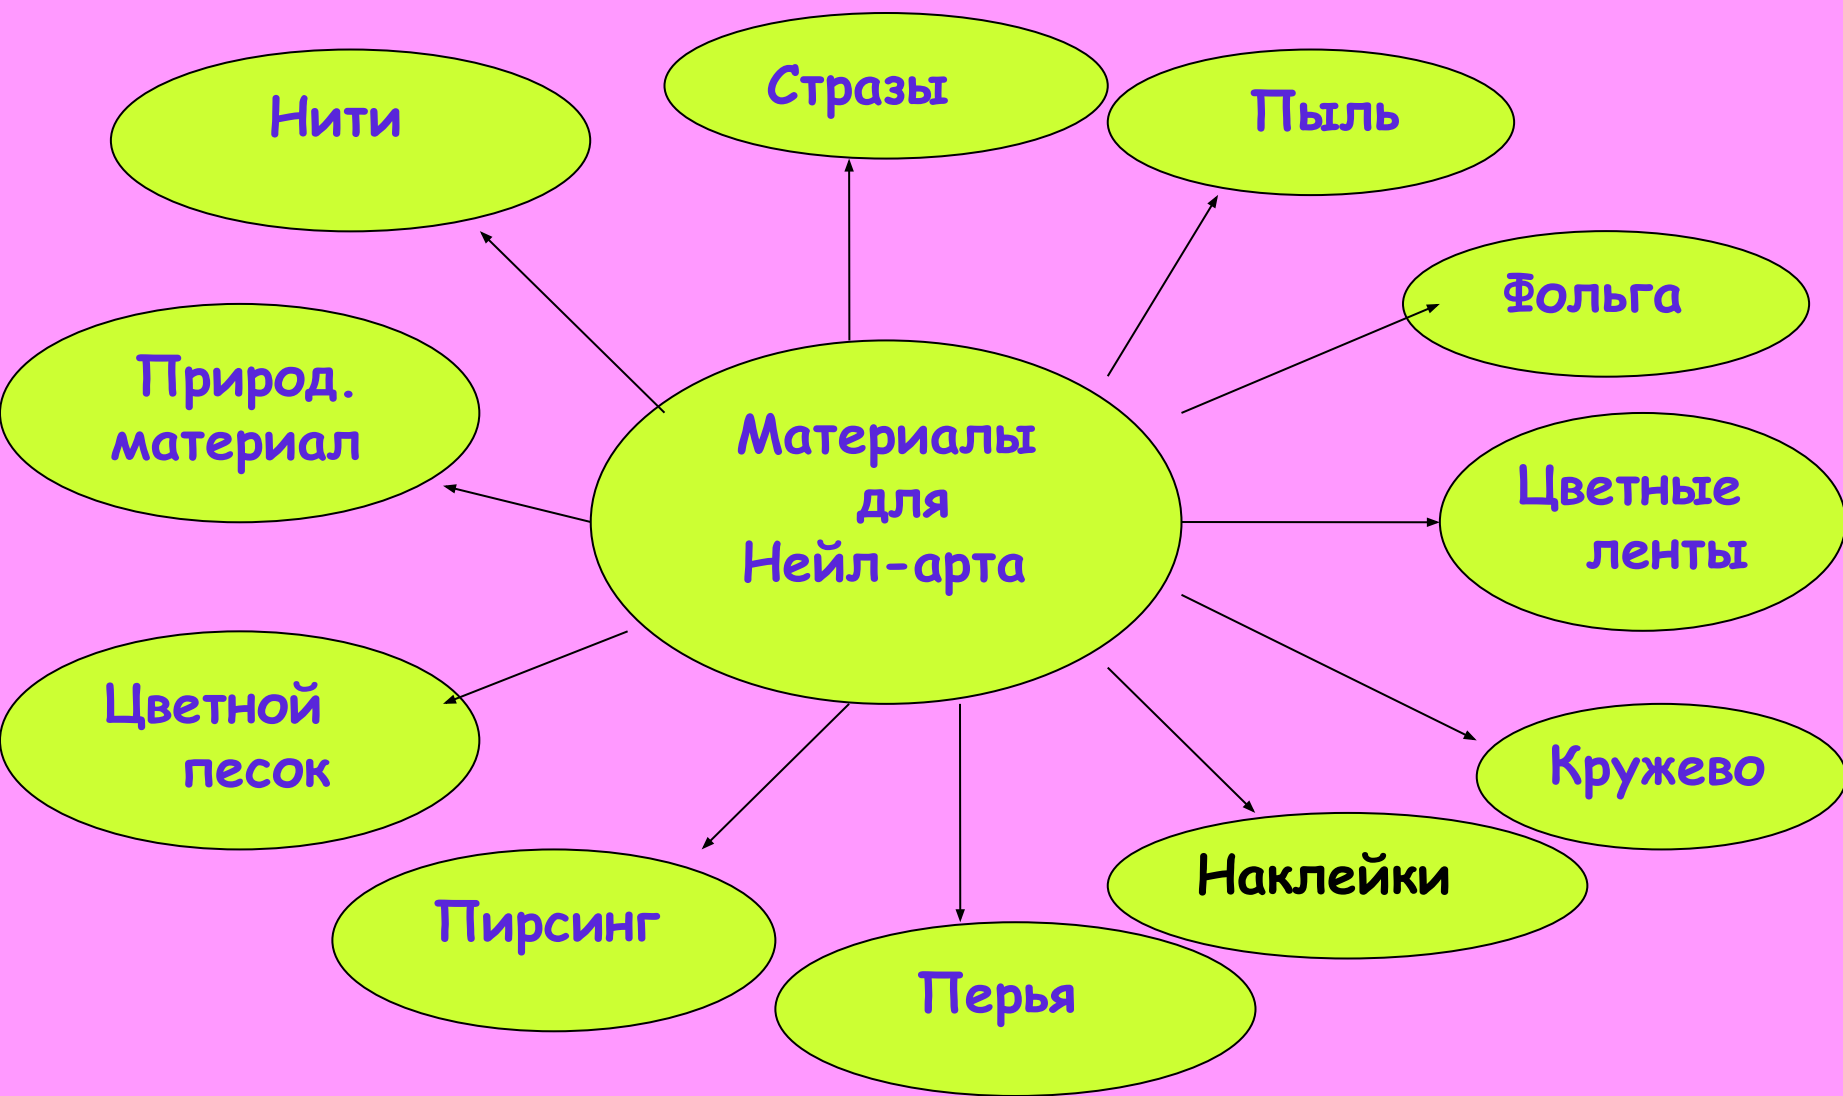 Стразы
Пыль
Нити
Фольга
Природ.
материал
Материалы
для
Нейл-арта
Цветные
ленты
Цветной
песок
Кружево
Наклейки
Пирсинг
Перья